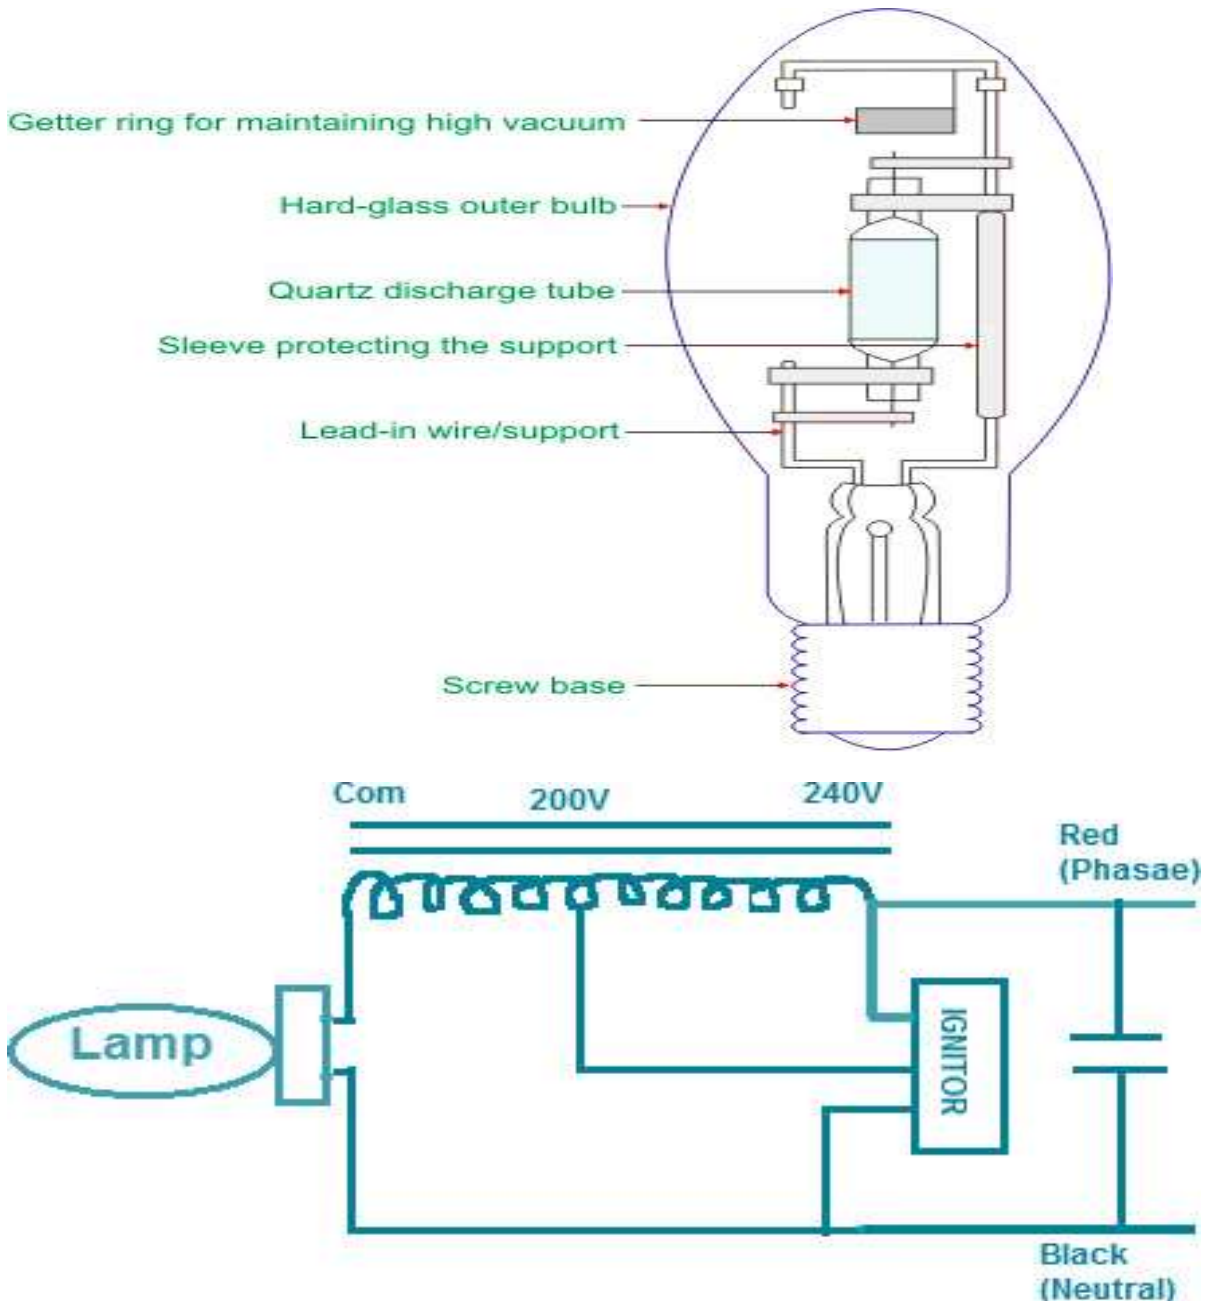 Getter ring for maintaining high vacuum
Hard-glass outer bulb
Quartz discharge tube
Sleeve protecting the support
Lead-in wire/support
Screw base
Com 200V 240V
Red
(Phasae)
Lamp
IGNITOR
Black
(Neutral)